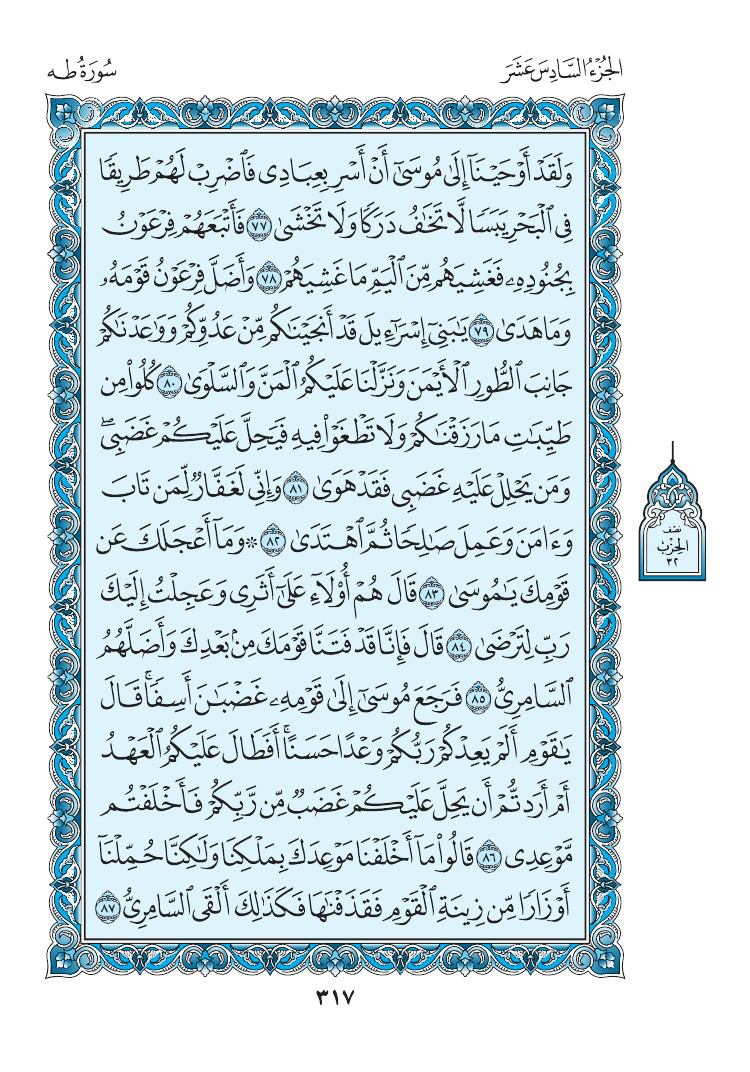 الجُزْءُ السَّادِسَ عَشَرَ
سُورَةُ طه
وَلَقَدۡ أَوۡحَيۡنَآ إِلَىٰ مُوسَىٰٓ أَنۡ أَسۡرِ بِعِبَادِي فَٱضۡرِبۡ لَهُمۡ طَرِيقٗا
فِي ٱلۡبَحۡرِ يَبَسٗا لَّا تَخَٰفُ دَرَكٗا وَلَا تَخۡشَىٰ ٧٧ فَأَتۡبَعَهُمۡ فِرۡعَوۡنُ
بِجُنُودِهِۦ فَغَشِيَهُم مِّنَ ٱلۡيَمِّ مَا غَشِيَهُمۡ ٧٨ وَأَضَلَّ فِرۡعَوۡنُ قَوۡمَهُۥ
وَمَا هَدَىٰ ٧٩ يَٰبَنِيٓ إِسۡرَٰٓءِيلَ قَدۡ أَنجَيۡنَٰكُم مِّنۡ عَدُوِّكُمۡ وَوَٰعَدۡنَٰكُمۡ
جَانِبَ ٱلطُّورِ ٱلۡأَيۡمَنَ وَنَزَّلۡنَا عَلَيۡكُمُ ٱلۡمَنَّ وَٱلسَّلۡوَىٰ ٨٠ كُلُواْ مِن
طَيِّبَٰتِ مَا رَزَقۡنَٰكُمۡ وَلَا تَطۡغَوۡاْ فِيهِ فَيَحِلَّ عَلَيۡكُمۡ غَضَبِيۖ
وَمَن يَحۡلِلۡ عَلَيۡهِ غَضَبِي فَقَدۡ هَوَىٰ ٨١ وَإِنِّي لَغَفَّارٞ لِّمَن تَابَ
وَءَامَنَ وَعَمِلَ صَٰلِحٗا ثُمَّ ٱهۡتَدَىٰ ٨٢ ۞وَمَآ أَعۡجَلَكَ عَن
قَوۡمِكَ يَٰمُوسَىٰ ٨٣ قَالَ هُمۡ أُوْلَآءِ عَلَىٰٓ أَثَرِي وَعَجِلۡتُ إِلَيۡكَ
رَبِّ لِتَرۡضَىٰ ٨٤ قَالَ فَإِنَّا قَدۡ فَتَنَّا قَوۡمَكَ مِنۢ بَعۡدِكَ وَأَضَلَّهُمُ
ٱلسَّامِرِيُّ ٨٥ فَرَجَعَ مُوسَىٰٓ إِلَىٰ قَوۡمِهِۦ غَضۡبَٰنَ أَسِفٗاۚ قَالَ
يَٰقَوۡمِ أَلَمۡ يَعِدۡكُمۡ رَبُّكُمۡ وَعۡدًا حَسَنًاۚ أَفَطَالَ عَلَيۡكُمُ ٱلۡعَهۡدُ
أَمۡ أَرَدتُّمۡ أَن يَحِلَّ عَلَيۡكُمۡ غَضَبٞ مِّن رَّبِّكُمۡ فَأَخۡلَفۡتُم
مَّوۡعِدِي ٨٦ قَالُواْ مَآ أَخۡلَفۡنَا مَوۡعِدَكَ بِمَلۡكِنَا وَلَٰكِنَّا حُمِّلۡنَآ
أَوۡزَارٗا مِّن زِينَةِ ٱلۡقَوۡمِ فَقَذَفۡنَٰهَا فَكَذَٰلِكَ أَلۡقَى ٱلسَّامِرِيُّ ٨٧
نصف
الحزب
٣٢
٣١٧